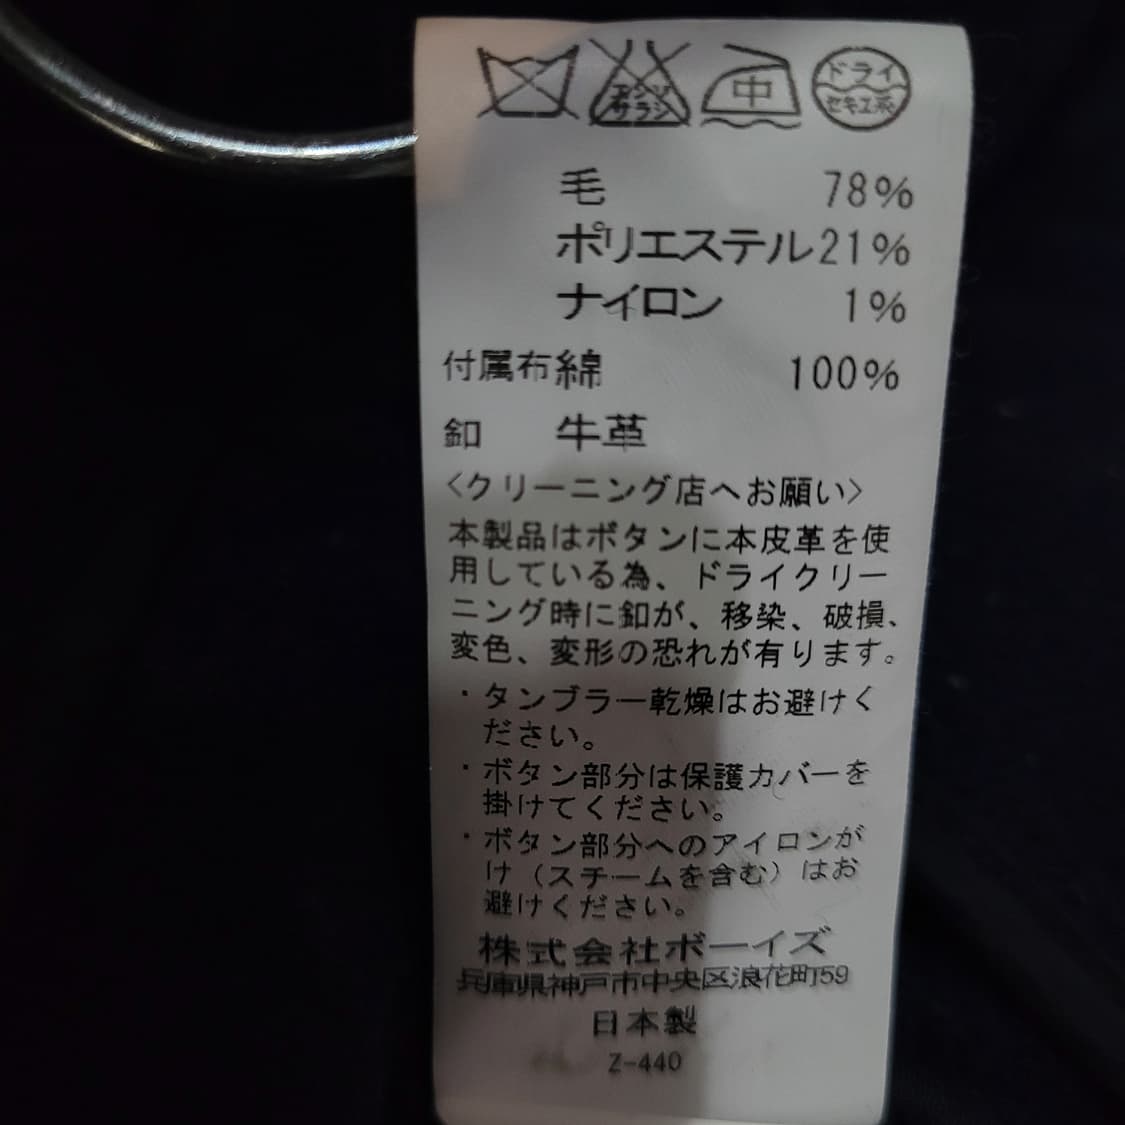 エンソ
サラシ
中
ドライ
セキユ系
毛 78%
ポリエステル21%
ナイロン 1%
付属布綿 100%
釦 牛革
<クリーニング店へお願い>
本製品はボタンに本皮革を使
用している為、ドライクリー
ニング時に釦が、移染、破損、
変色、変形の恐れが有ります。
・タンブラー乾燥はお避けく
ださい。
・ボタン部分は保護カバーを
掛けてください。
・ボタン部分へのアイロンが
け（スチームを含む）はお
避けください。
株式会社ボーイズ
兵庫県神戸市中央区浪花町59
日本製
Z-440